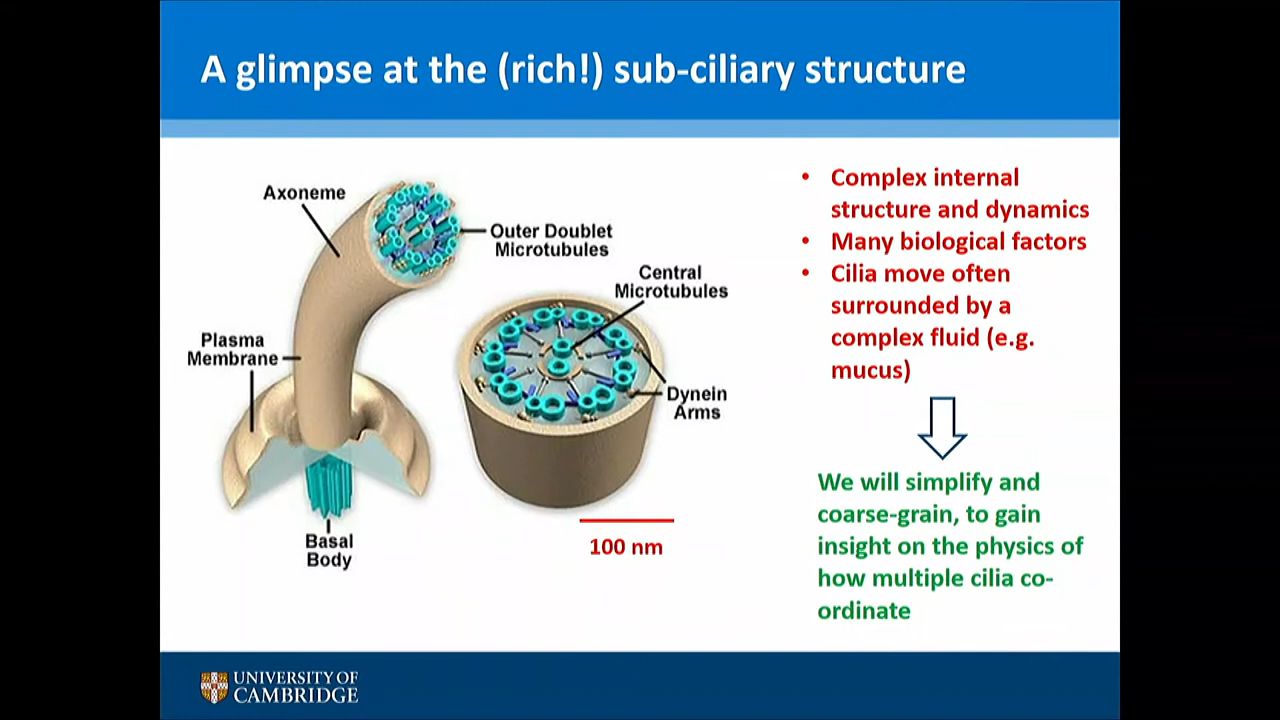 A glimpse at the (rich!) sub-ciliary structure
Axoneme
Outer Doublet
Microtubules
Central
Microtubules
Plasma
Membrane
Dynein
Arms
Basal
Body
100 nm
• Complex internal
structure and dynamics
• Many biological factors
• Cilia move often
surrounded by a
complex fluid (e.g.
mucus)
We will simplify and
coarse-grain, to gain
insight on the physics of
how multiple cilia co-
ordinate
UNIVERSITY OF
CAMBRIDGE